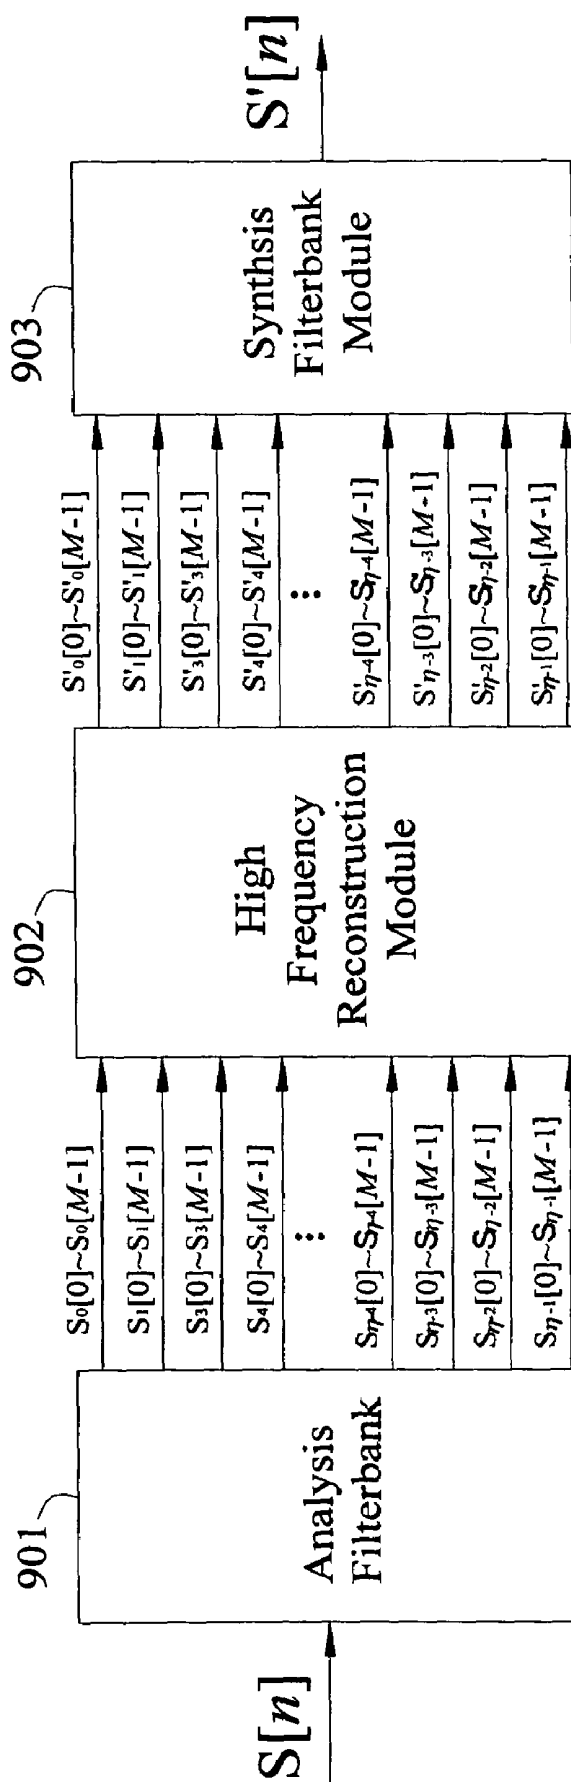 S[n]
901
Analysis
Filterbank
S₀[0]~S₀[M-1]
S₁[0]~S₁[M-1]
S₃[0]~S₃[M-1]
S₄[0]~S₄[M-1]
⋮
Sη-4[0]~Sη-4[M-1]
Sη-3[0]~Sη-3[M-1]
Sη-2[0]~Sη-2[M-1]
Sη-1[0]~Sη-1[M-1]
902
High
Frequency
Reconstruction
Module
S'₀[0]~S'₀[M-1]
S'₁[0]~S'₁[M-1]
S'₃[0]~S'₃[M-1]
S'₄[0]~S'₄[M-1]
⋮
S'η-4[0]~Sη-4[M-1]
S'η-3[0]~Sη-3[M-1]
S'η-2[0]~Sη-2[M-1]
S'η-1[0]~Sη-1[M-1]
903
Synthsis
Filterbank
Module
S'[n]